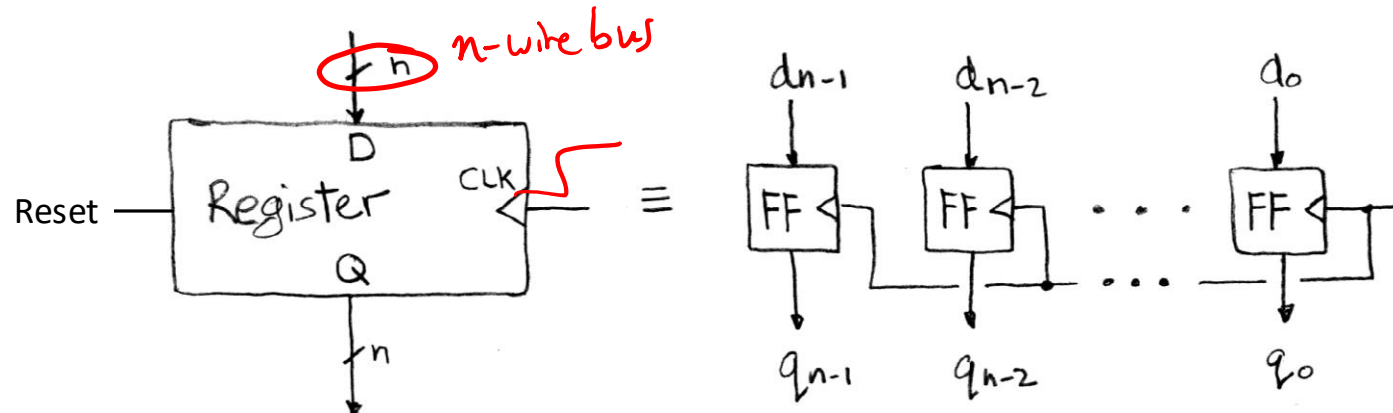 n n-wire bus
D
CLK
Reset Register
Q
n
≡
dn-1 dn-2 d0
FF FF . . . FF
. . .
qn-1 qn-2 q0